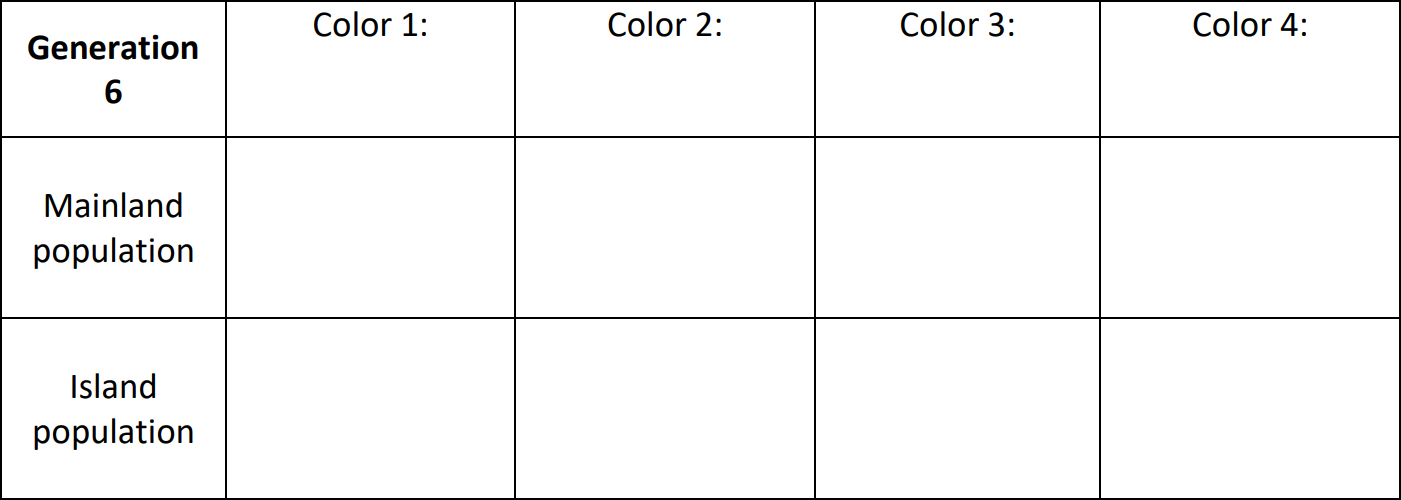 Generation
6
Color 1:
Color 2:
Color 3:
Color 4:
Mainland
population
Island
population